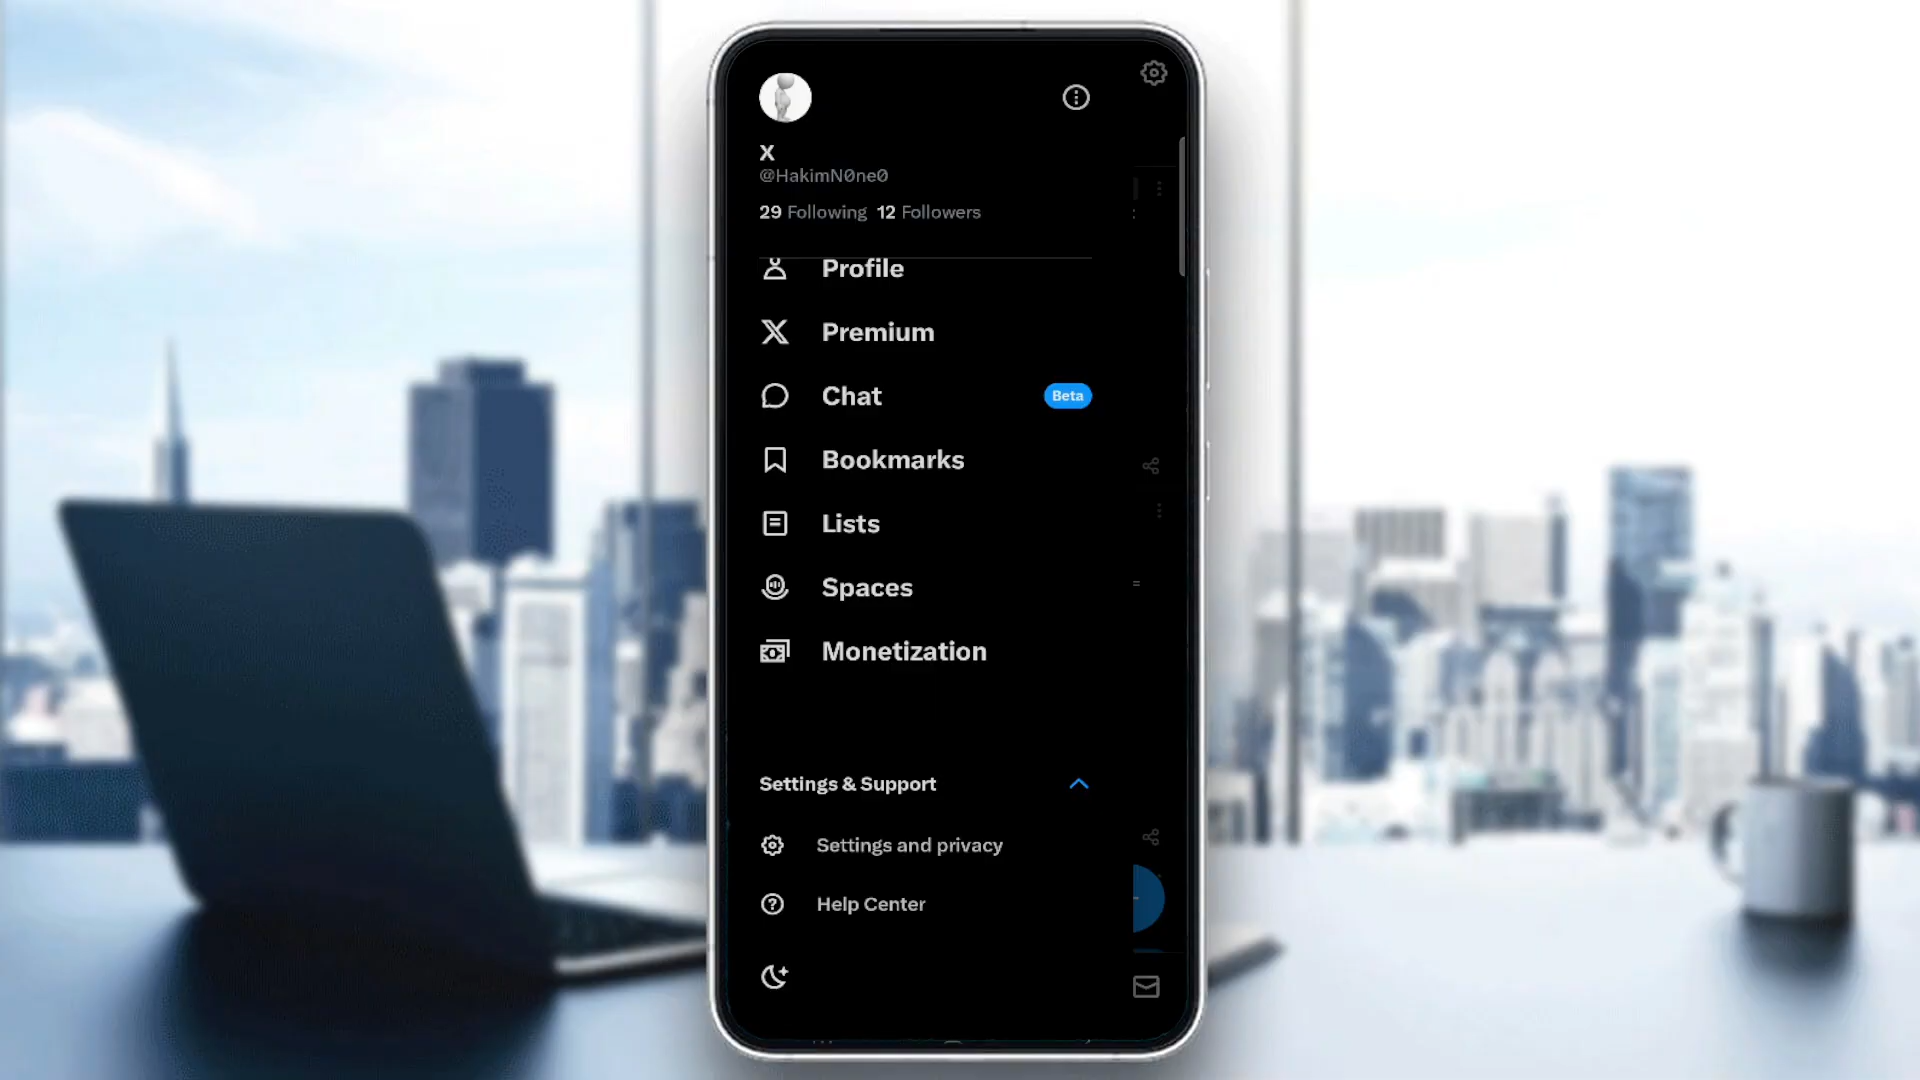 X
@HakimN0ne0
29 Following 12 Followers
Profile
Premium
Chat Beta
Bookmarks
Lists
Spaces
Monetization
Settings & Support
Settings and privacy
Help Center